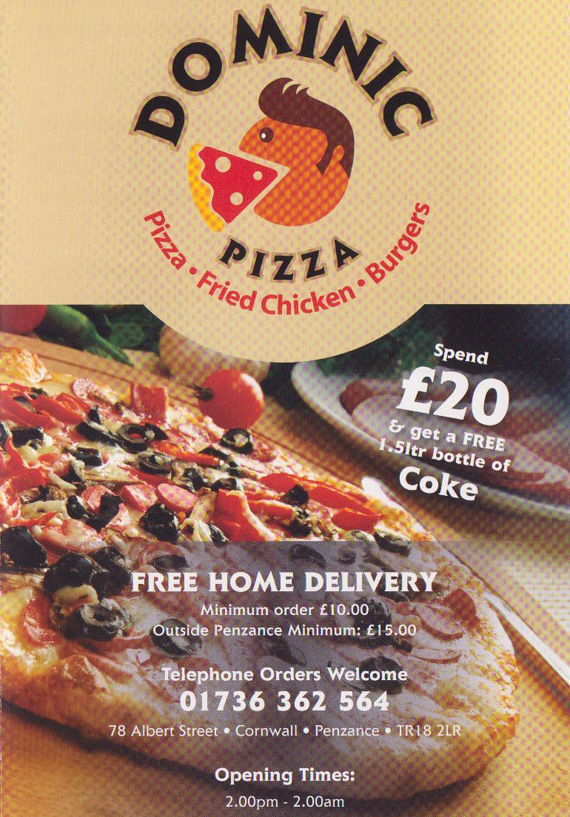 DOMINIC
PIZZA
Pizza • Fried Chicken • Burgers
Spend
£20
& get a FREE
1.5ltr bottle of
Coke
FREE HOME DELIVERY
Minimum order £10.00
Outside Penzance Minimum: £15.00
Telephone Orders Welcome
01736 362 564
78 Albert Street • Cornwall • Penzance • TR18 2LR
Opening Times:
2.00pm - 2.00am